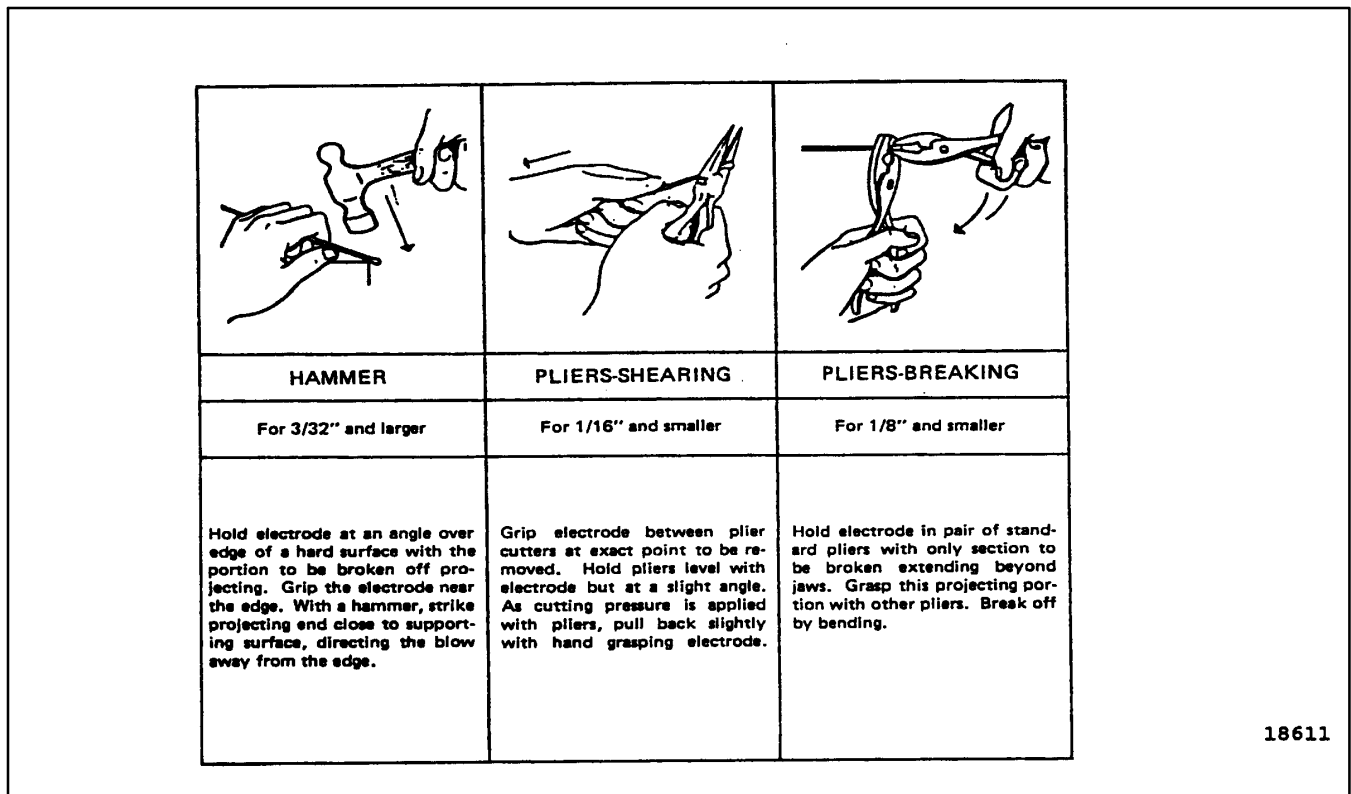 HAMMER
PLIERS-SHEARING
PLIERS-BREAKING
For 3/32" and larger
For 1/16" and smaller
For 1/8" and smaller
Hold electrode at an angle over
edge of a hard surface with the
portion to be broken off pro-
jecting. Grip the electrode near
the edge. With a hammer, strike
projecting end close to support-
ing surface, directing the blow
away from the edge.
Grip electrode between plier
cutters at exact point to be re-
moved. Hold pliers level with
electrode but at a slight angle.
As cutting pressure is applied
with pliers, pull back slightly
with hand grasping electrode.
Hold electrode in pair of stand-
ard pliers with only section to
be broken extending beyond
jaws. Grasp this projecting por-
tion with other pliers. Break off
by bending.
18611